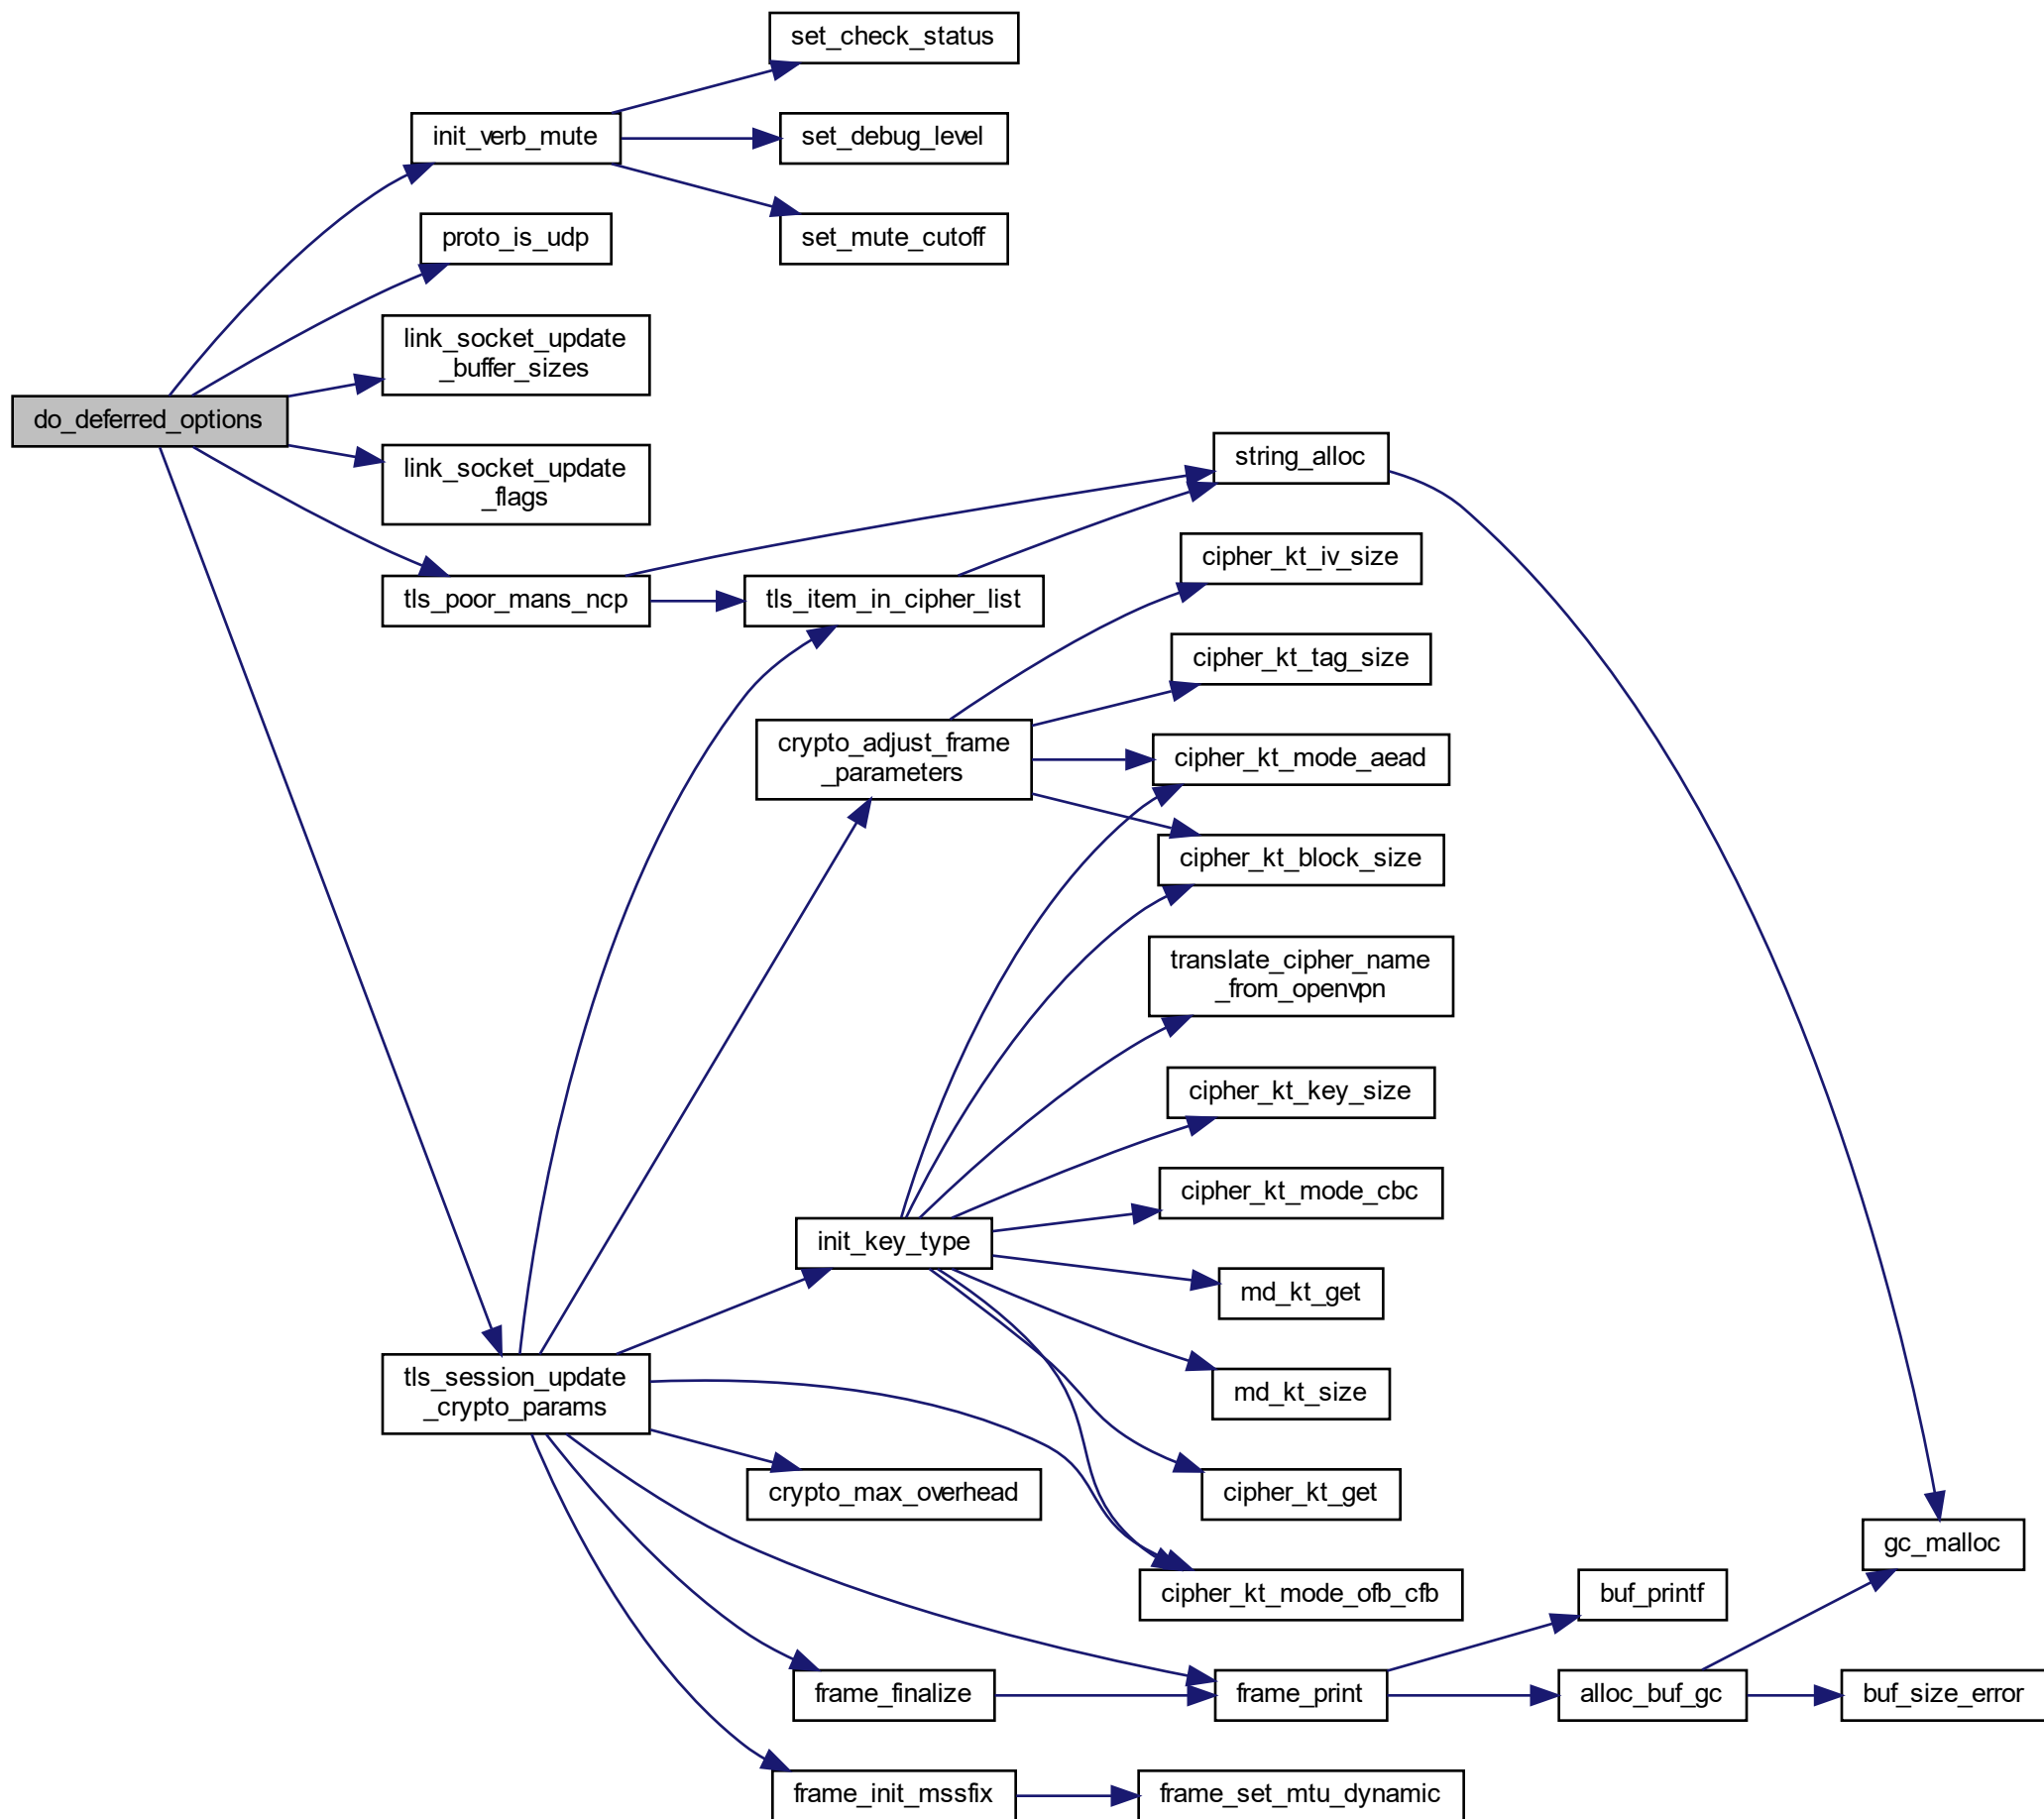 set_check_status
init_verb_mute
set_debug_level
set_mute_cutoff
proto_is_udp
link_socket_update
_buffer_sizes
do_deferred_options
link_socket_update
_flags
string_alloc
cipher_kt_iv_size
tls_poor_mans_ncp
tls_item_in_cipher_list
cipher_kt_tag_size
crypto_adjust_frame
_parameters
cipher_kt_mode_aead
cipher_kt_block_size
translate_cipher_name
_from_openvpn
cipher_kt_key_size
cipher_kt_mode_cbc
init_key_type
md_kt_get
tls_session_update
_crypto_params
md_kt_size
crypto_max_overhead
cipher_kt_get
gc_malloc
cipher_kt_mode_ofb_cfb
buf_printf
frame_finalize
frame_print
alloc_buf_gc
buf_size_error
frame_init_mssfix
frame_set_mtu_dynamic